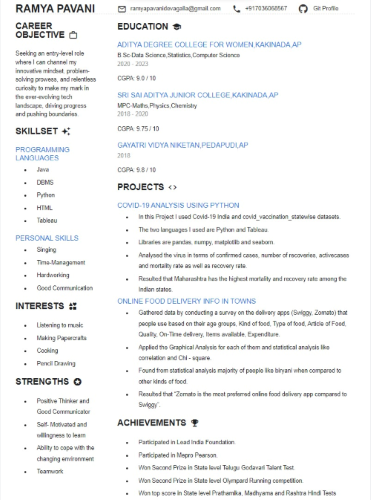 RAMYA PAVANI
ramyapavanidovagalla@gmail.com
+917036068567
Git Profile
CAREER
OBJECTIVE
Seeking an entry-level role
where I can channel my
innovative mindset, problem-
solving prowess, and relentless
curiosity to make my mark in
the ever-evolving tech
landscape, driving progress
and pushing boundaries.
SKILLSET
PROGRAMMING
LANGUAGES
• Java
• DBMS
• Python
• HTML
• Tableau
PERSONAL SKILLS
• Singing
• Time-Management
• Hardworking
• Good Communication
INTERESTS
• Listening to music
• Making Papercrafts
• Cooking
• Pencil Drawing
STRENGTHS
• Positive Thinker and
Good Communicator
• Self- Motivated and
willingness to learn
• Ability to cope with the
changing environment
• Teamwork
EDUCATION
ADITYA DEGREE COLLEGE FOR WOMEN,KAKINADA,AP
B.Sc-Data Science,Statistics,Computer Science
2020 - 2023
CGPA: 9.0 / 10
SRI SAI ADITYA JUNIOR COLLEGE,KAKINADA,AP
MPC-Maths,Physics,Chemistry
2018 - 2020
CGPA: 9.75 / 10
GAYATRI VIDYA NIKETAN,PEDAPUDI,AP
2018
CGPA: 9.8 / 10
PROJECTS <>
COVID-19 ANALYSIS USING PYTHON
• In this Project I used Covid-19 India and covid_vaccination_statewise datasets.
• The two languages I used are Python and Tableau.
• Libraries are pandas, numpy, matplotlib and seaborn.
• Analysed the virus in terms of confirmed cases, number of recoveries, activecases
and mortality rate as well as recovery rate.
• Resulted that Maharashtra has the highest mortality and recovery rate among the
Indian states.
ONLINE FOOD DELIVERY INFO IN TOWNS
• Gathered data by conducting a survey on the delivery apps (Swiggy, Zomato) that
people use based on their age groups, Kind of food, Type of food, Article of Food,
Quality, On-Time delivery, Items available, Expenditure.
• Applied the Graphical Analysis for each of them and statistical analysis like
correlation and Chi - square.
• Found from statistical analysis majority of people like biryani when compared to
other kinds of food.
• Resulted that "Zomato is the most preferred online food delivery app compared to
Swiggy".
ACHIEVEMENTS
• Participated in Lead India Foundation.
• Participated in Mepro Pearson.
• Won Second Prize in State level Telugu Godavari Talent Test.
• Won Second Prize in State level Olympard Running competition.
• Won top score In State level Prathamika, Madhyama and Rashtra Hindi Tests